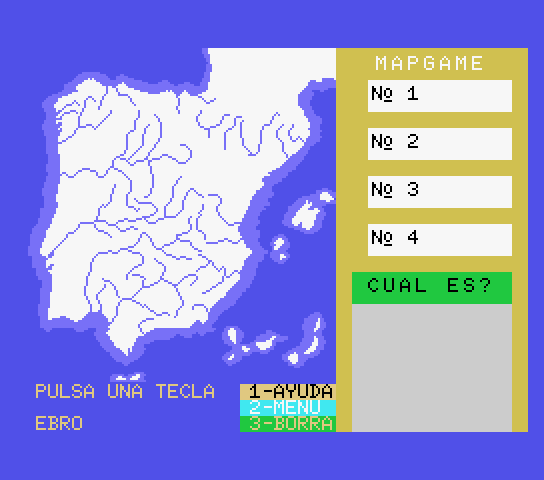 MAPGAME
Nº 1
Nº 2
Nº 3
Nº 4
CUAL ES?
PULSA UNA TECLA
EBRO
1-AYUDA
2-MENU
3-BORRA